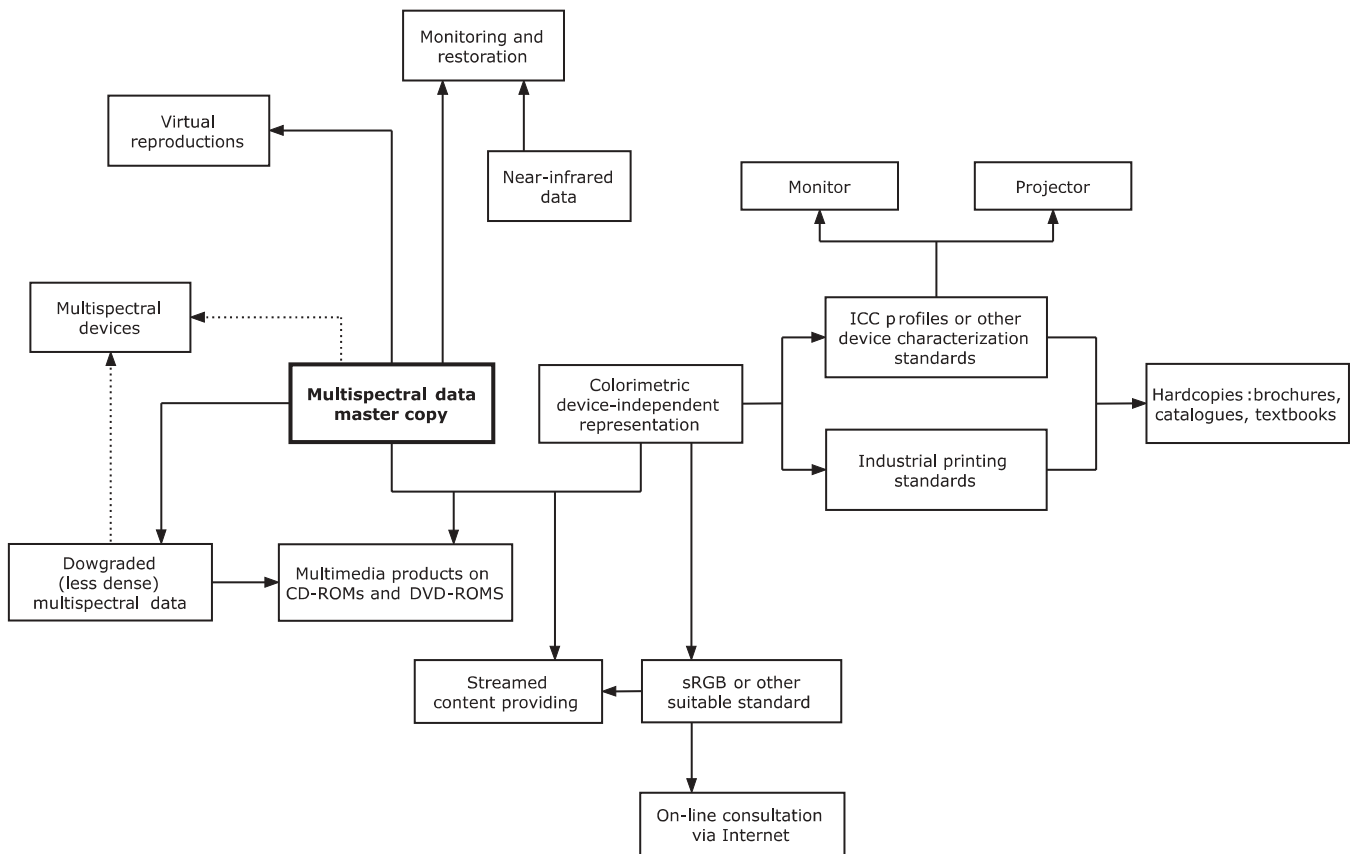 Monitoring and
restoration
Virtual
reproductions
Near-infrared
data
Monitor
Projector
Multispectral
devices
ICC profiles or other
device characterization
standards
Multispectral data
master copy
Colorimetric
device-independent
representation
Hardcopies :brochures,
catalogues, textbooks
Industrial printing
standards
Dowgraded
(less dense)
multispectral data
Multimedia products on
CD-ROMs and DVD-ROMS
Streamed
content providing
sRGB or other
suitable standard
On-line consultation
via Internet